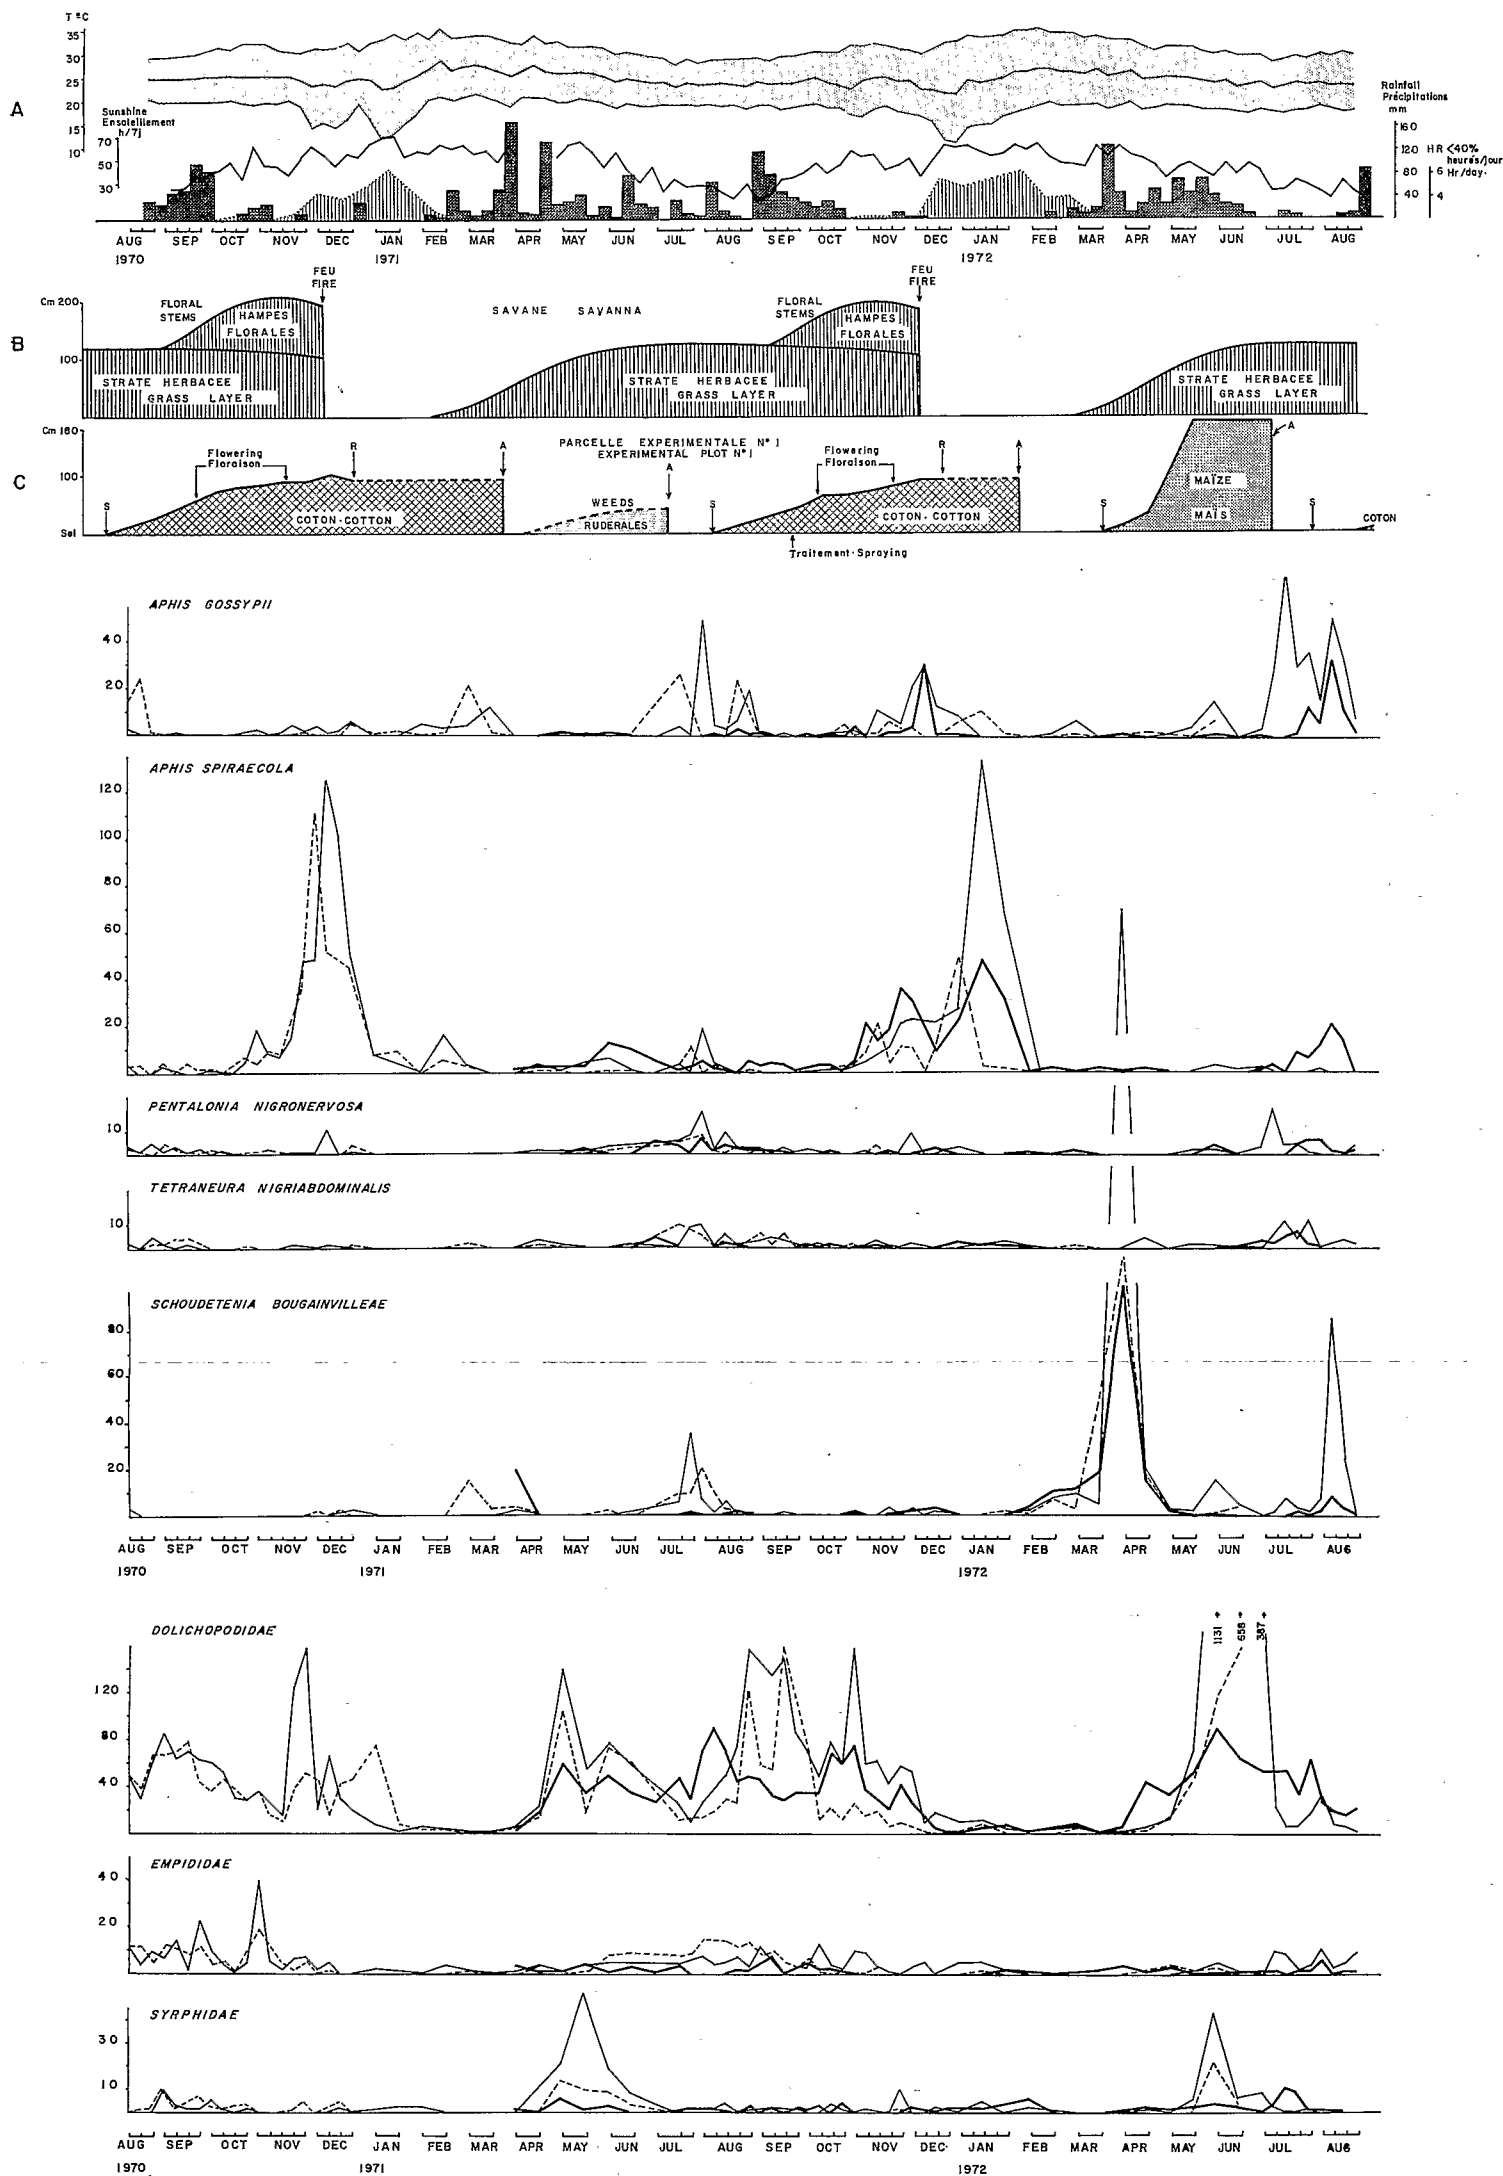 T °C
35
30
25
20
15
10
A
Sunshine
Ensoleillement
h/7j
70
50
30
Rainfall
Précipitations
mm
160
120
80
40
HR <40%
heures/jour
Hr/day.
6
4
AUG SEP OCT NOV DEC JAN FEB MAR APR MAY JUN JUL AUG SEP OCT NOV DEC JAN FEB MAR APR MAY JUN JUL AUG
1970 1971 1972
B
Cm 200
100
FLORAL
STEMS
HAMPES
FLORALES
FEU
FIRE
STRATE HERBACEE
GRASS LAYER
SAVANE SAVANNA
FLORAL
STEMS
HAMPES
FLORALES
FEU
FIRE
STRATE HERBACEE
GRASS LAYER
STRATE HERBACEE
GRASS LAYER
C
Cm 160
100
Sol
S
Flowering
Floraison
R
A
COTON-COTTON
PARCELLE EXPERIMENTALE N° 1
EXPERIMENTAL PLOT N° 1
A
WEEDS
RUDERALES
S
Flowering
Floraison
R
A
COTON-COTTON
Traitement-Spraying
S
MAÏZE
MAÏS
A
S
COTON
APHIS GOSSYPII
40
20
APHIS SPIRAECOLA
120
100
80
60
40
20
PENTALONIA NIGRONERVOSA
10
TETRANEURA NIGRIABDOMINALIS
10
SCHOUDETENIA BOUGAINVILLEAE
80
60
40
20
AUG SEP OCT NOV DEC JAN FEB MAR APR MAY JUN JUL AUG SEP OCT NOV DEC JAN FEB MAR APR MAY JUN JUL AUG
1970 1971 1972
DOLICHOPODIDAE
120
80
40
1131
658
387
EMPIDIDAE
40
20
SYRPHIDAE
30
10
AUG SEP OCT NOV DEC JAN FEB MAR APR MAY JUN JUL AUG SEP OCT NOV DEC JAN FEB MAR APR MAY JUN JUL AUG
1970 1971 1972